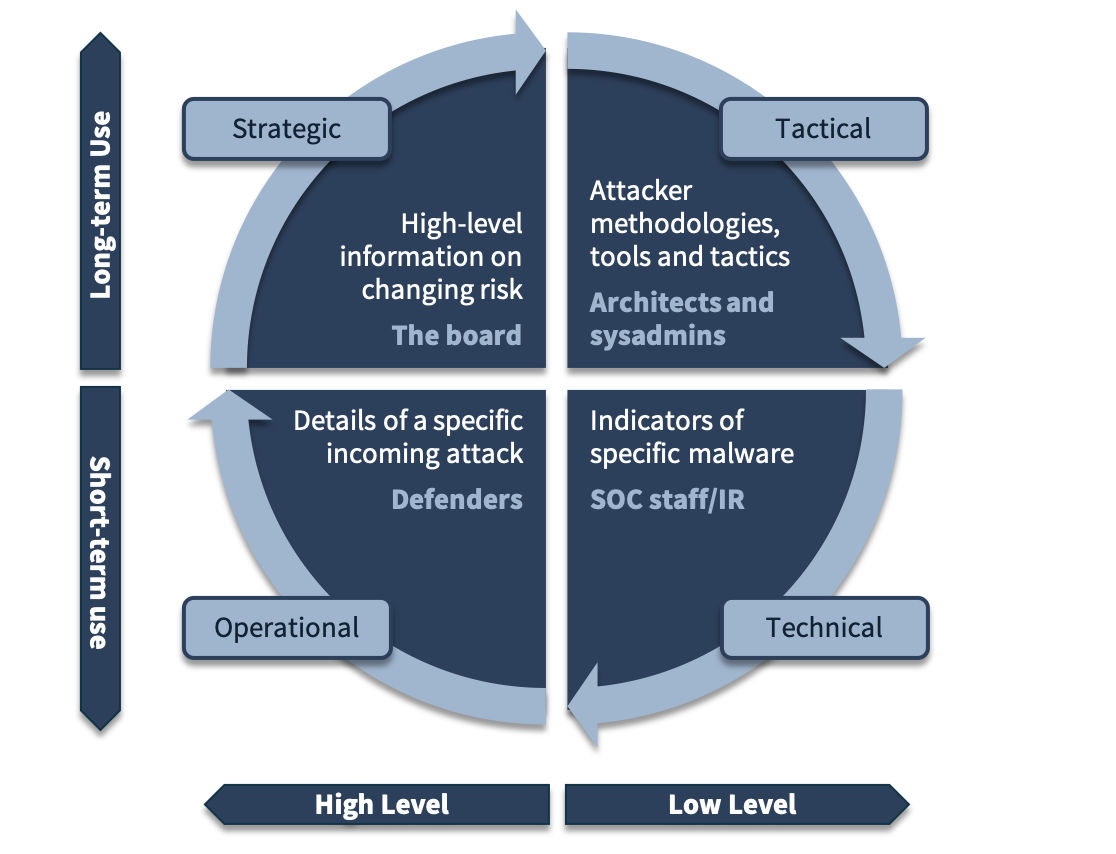 Long-term Use
Strategic
High-level
information on
changing risk
The board
Tactical
Attacker
methodologies,
tools and tactics
Architects and
sysadmins
Short-term use
Details of a specific
incoming attack
Defenders
Operational
Indicators of
specific malware
SOC staff/IR
Technical
High Level
Low Level